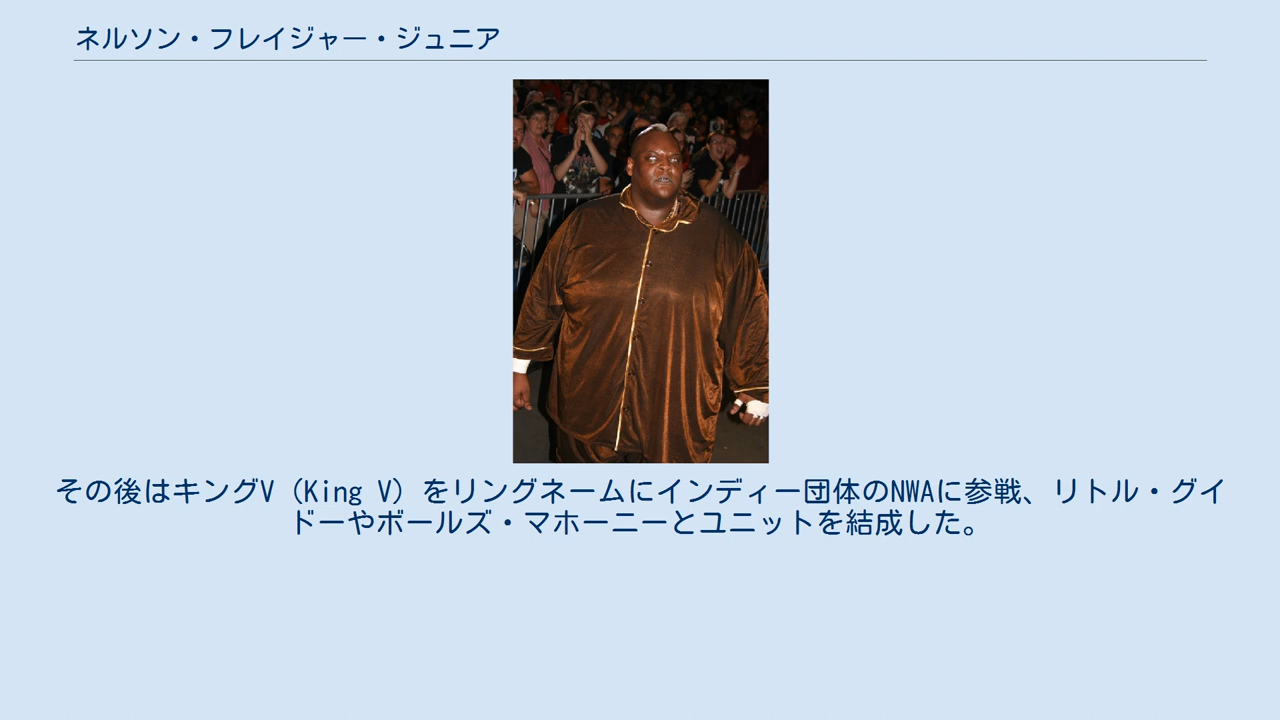 ネルソン・フレイジャー・ジュニア
その後はキングV（King V）をリングネームにインディー団体のNWAに参戦、リトル・グイ
ドーやボールズ・マホーニーとユニットを結成した。